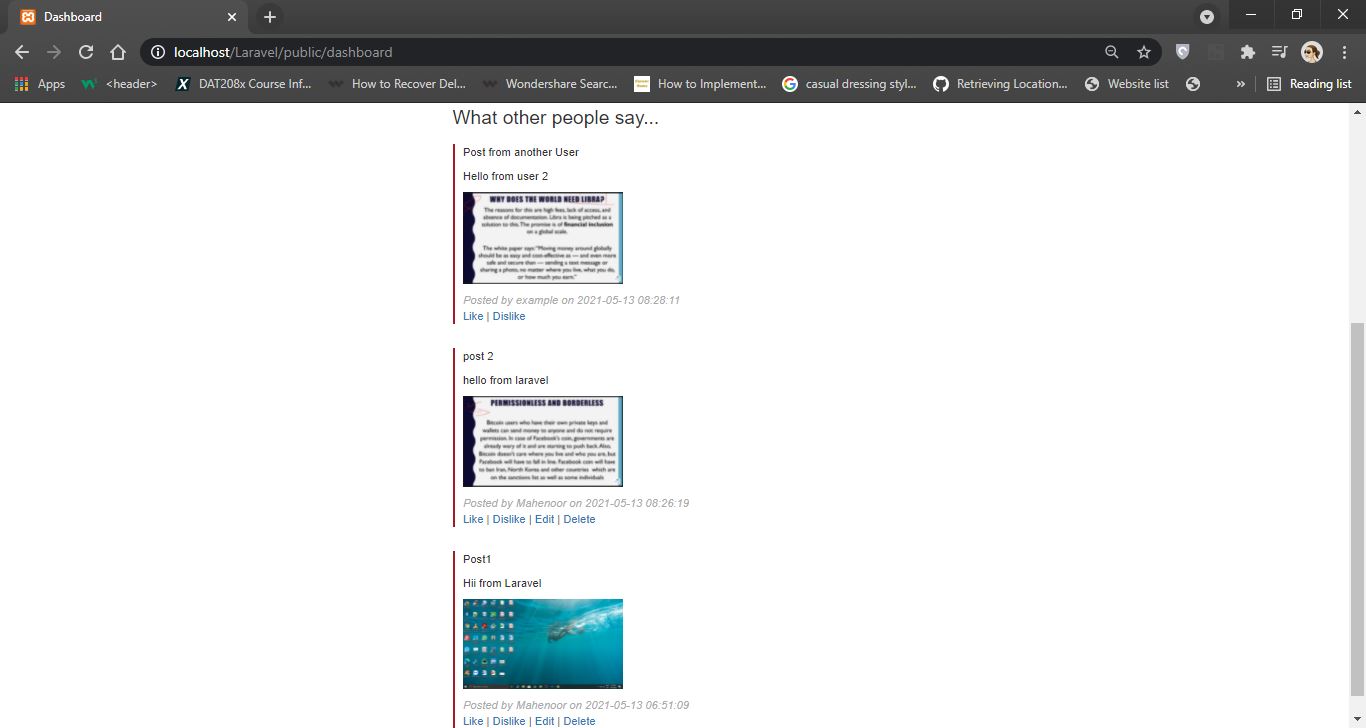 Dashboard
localhost/Laravel/public/dashboard
Apps
<header>
DAT208x Course Inf...
How to Recover Del...
Wondershare Searc...
How to Implement...
casual dressing styl...
Retrieving Location...
Website list
»
Reading list
What other people say...
Post from another User
Hello from user 2
WHY DOES THE WORLD NEED LIBRA?
The reasons for this are high fees, lack of access, and
absence of documentation. Libra is being pitched as a
solution to this. The promise is of financial inclusion
on a global scale.
The white paper says: "Moving money around globally
should be as easy and cost-effective as — and even more
safe and secure than — sending a text message or
sharing a photo, no matter where you live, what you do,
or how much you earn."
Posted by example on 2021-05-13 08:28:11
Like | Dislike
post 2
hello from laravel
PERMISSIONLESS AND BORDERLESS
Bitcoin users who have their own private keys and
wallets can send money to anyone and do not require
permission. In case of Facebook's coin, governments are
already wary of it and are starting to push back. Also,
Bitcoin doesn't care where you live and who you are, but
Facebook will have to fall in line. Facebook coin will have
to ban Iran, North Korea and other countries which are
on the sanctions list as well as some individuals
Posted by Mahenoor on 2021-05-13 08:26:19
Like | Dislike | Edit | Delete
Post1
Hii from Laravel
Posted by Mahenoor on 2021-05-13 06:51:09
Like | Dislike | Edit | Delete